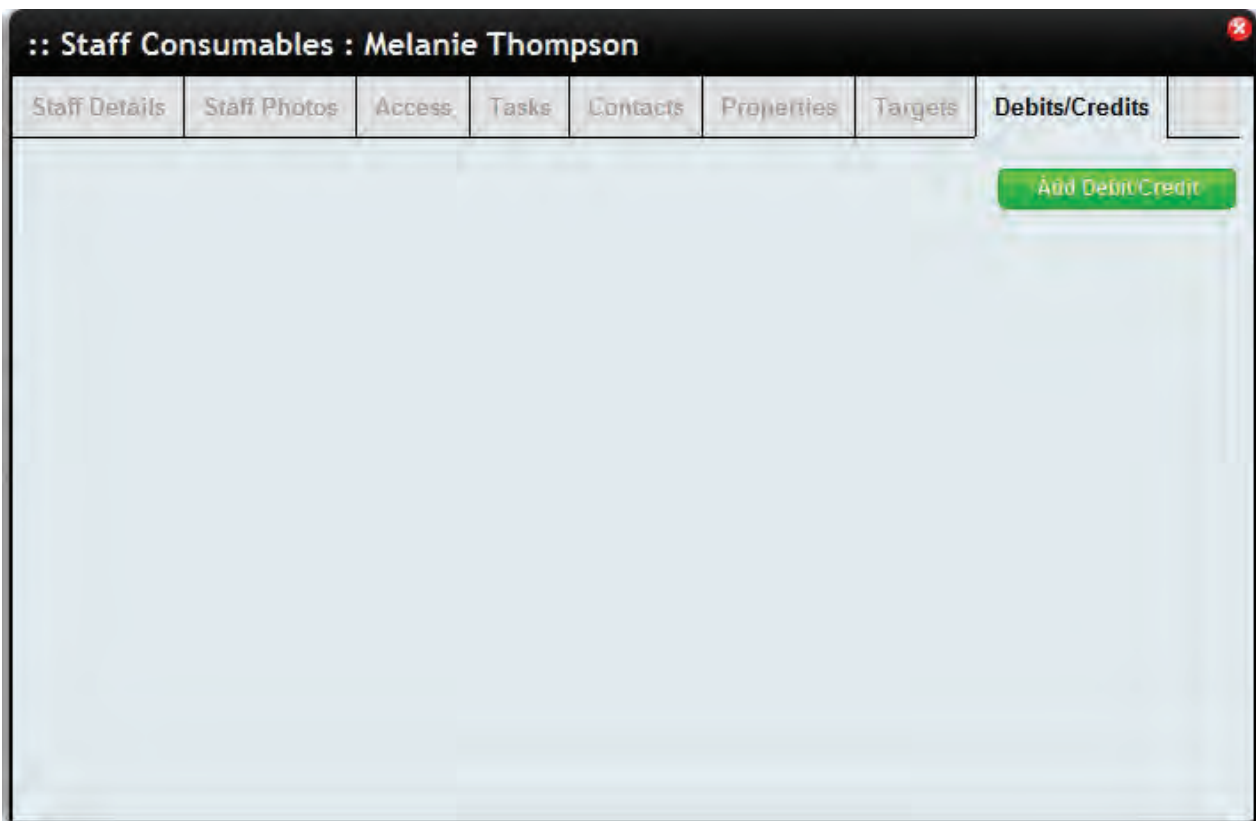 :: Staff Consumables : Melanie Thompson
Staff Details Staff Photos Access Tasks Contacts Properties Targets Debits/Credits
Add Debit/Credit